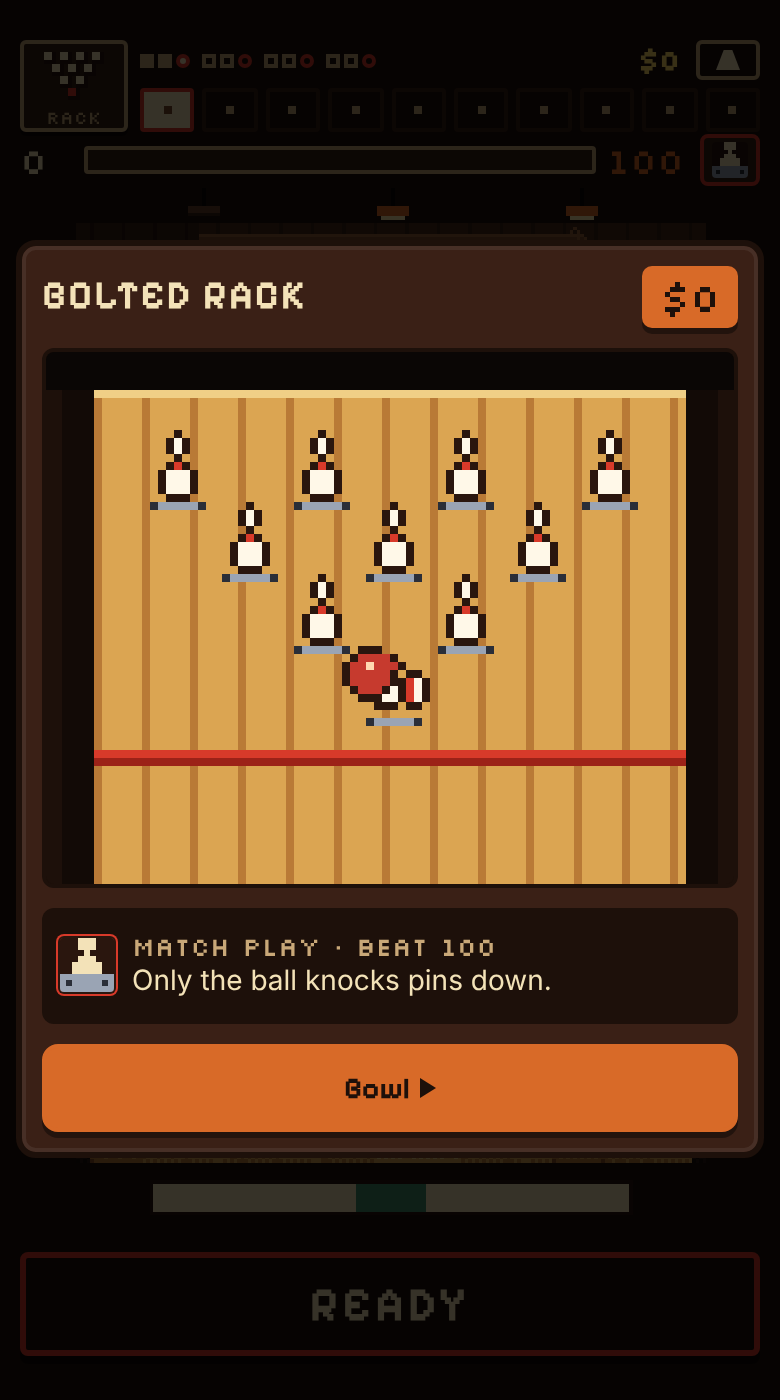 $0
RACK
0
100
BOLTED RACK
$0
MATCH PLAY · BEAT 100
Only the ball knocks pins down.
Bowl ▶
READY